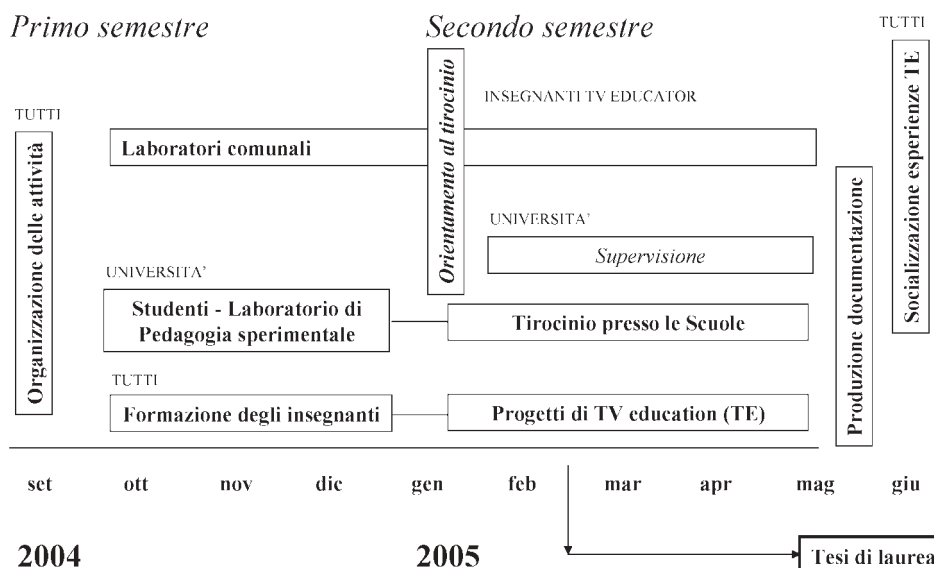 Primo semestre
Secondo semestre
TUTTI
TUTTI
Organizzazione delle attività
Orientamento al tirocinio
INSEGNANTI TV EDUCATOR
Laboratori comunali
UNIVERSITA’
Supervisione
UNIVERSITA’
Studenti - Laboratorio di
Pedagogia sperimentale
Tirocinio presso le Scuole
TUTTI
Formazione degli insegnanti
Progetti di TV education (TE)
Produzione documentazione
Socializzazione esperienze TE
set ott nov dic gen feb mar apr mag giu
2004 2005
Tesi di laurea